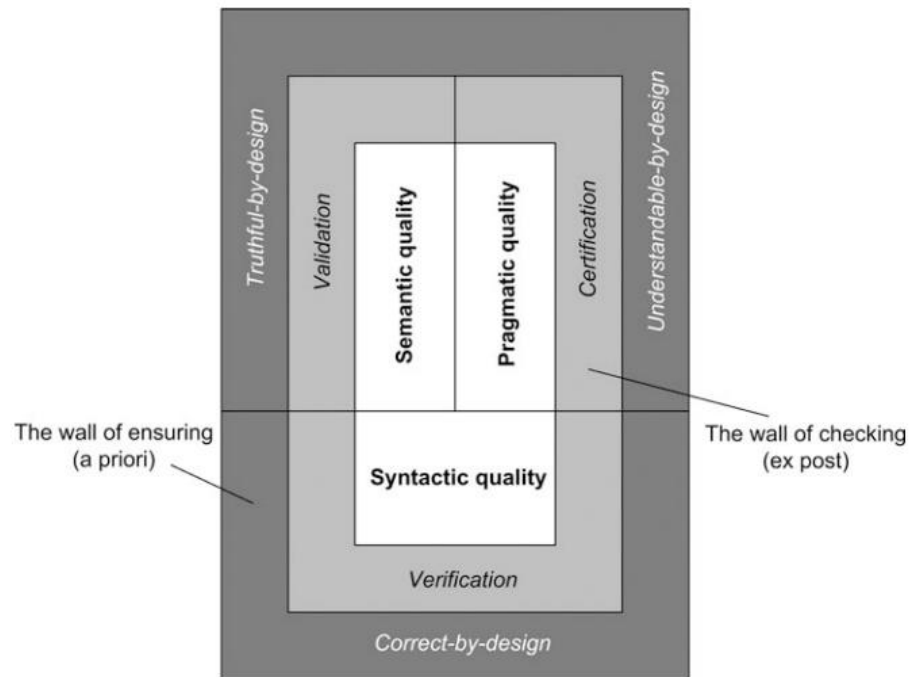 Truthful-by-design
Validation
Semantic quality
Pragmatic quality
Certification
Understandable-by-design
The wall of ensuring
(a priori)
The wall of checking
(ex post)
Syntactic quality
Verification
Correct-by-design